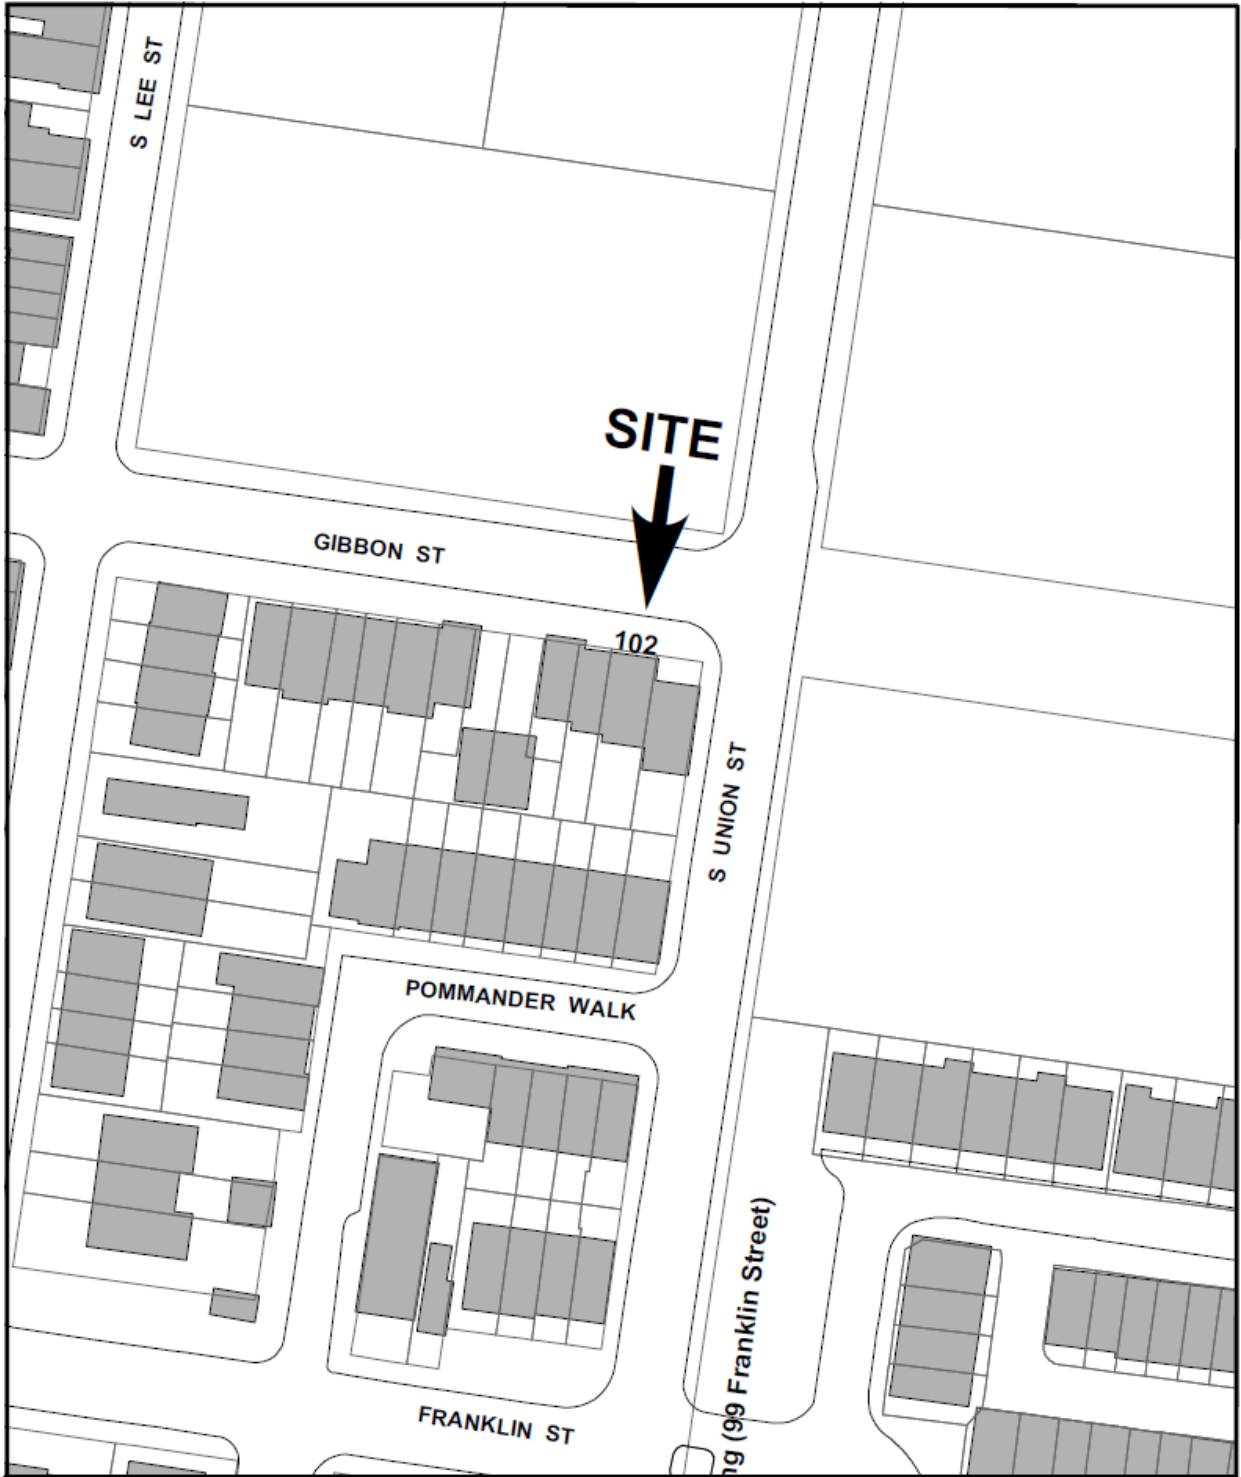 S LEE ST
SITE
GIBBON ST
102
S UNION ST
POMMANDER WALK
ng (99 Franklin Street)
FRANKLIN ST